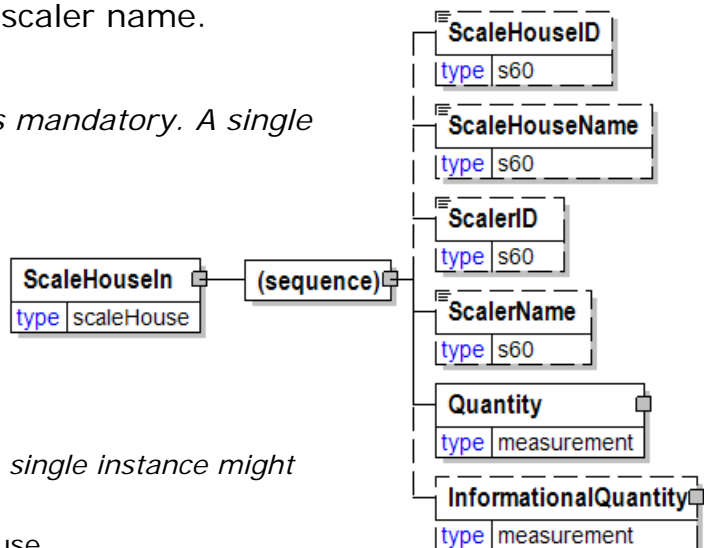 scaler name.
s mandatory. A single
single instance might
use
ScaleHouseIn
type scaleHouse
(sequence)
ScaleHouseID
type s60
ScaleHouseName
type s60
ScalerID
type s60
ScalerName
type s60
Quantity
type measurement
InformationalQuantity
type measurement